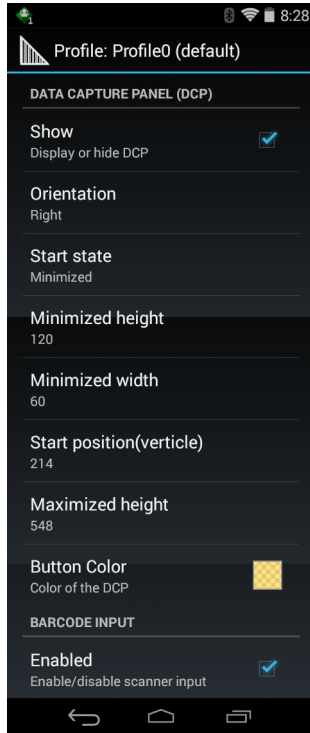 1
8:28
Profile: Profile0 (default)
DATA CAPTURE PANEL (DCP)
Show
Display or hide DCP
Orientation
Right
Start state
Minimized
Minimized height
120
Minimized width
60
Start position(verticle)
214
Maximized height
548
Button Color
Color of the DCP
BARCODE INPUT
Enabled
Enable/disable scanner input